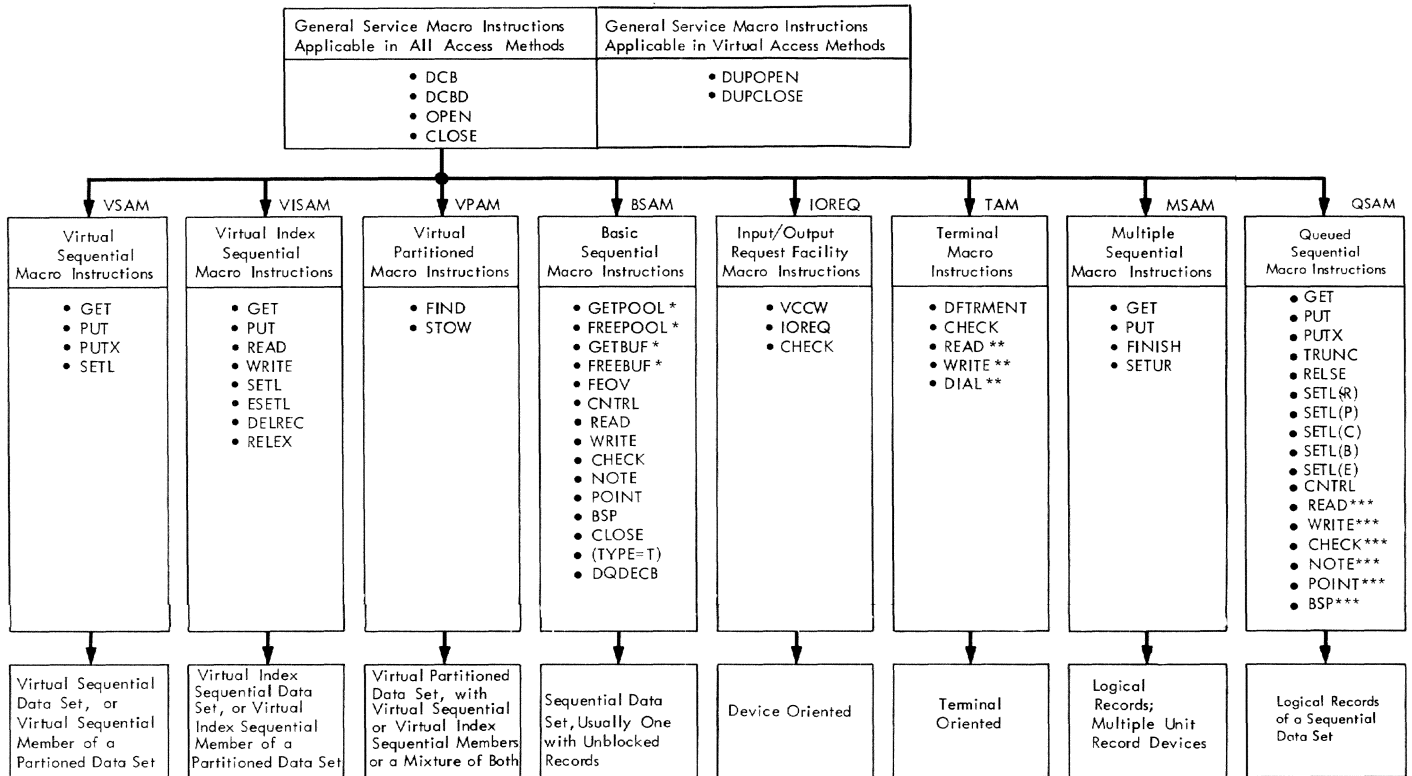 General Service Macro Instructions
Applicable in All Access Methods
• DCB
• DCBD
• OPEN
• CLOSE
General Service Macro Instructions
Applicable in Virtual Access Methods
• DUPOPEN
• DUPCLOSE
VSAM
Virtual
Sequential
Macro Instructions
• GET
• PUT
• PUTX
• SETL
Virtual Sequential
Data Set, or
Virtual Sequential
Member of a
Partioned Data Set
VISAM
Virtual Index
Sequential
Macro Instructions
• GET
• PUT
• READ
• WRITE
• SETL
• ESETL
• DELREC
• RELEX
Virtual Index
Sequential Data
Set, or Virtual
Index Sequential
Member of a
Partitioned Data Set
VPAM
Virtual
Partitioned
Macro Instructions
• FIND
• STOW
Virtual Partitioned
Data Set, with
Virtual Sequential
or Virtual Index
Sequential Members
or a Mixture of Both
BSAM
Basic
Sequential
Macro Instructions
• GETPOOL *
• FREEPOOL *
• GETBUF *
• FREEBUF *
• FEOV
• CNTRL
• READ
• WRITE
• CHECK
• NOTE
• POINT
• BSP
• CLOSE
• (TYPE=T)
• DQDECB
Sequential Data
Set, Usually One
with Unblocked
Records
IOREQ
Input/Output
Request Facility
Macro Instructions
• VCCW
• IOREQ
• CHECK
Device Oriented
TAM
Terminal
Macro
Instructions
• DFTRMENT
• CHECK
• READ **
• WRITE **
• DIAL **
Terminal
Oriented
MSAM
Multiple
Sequential
Macro Instructions
• GET
• PUT
• FINISH
• SETUR
Logical
Records;
Multiple Unit
Record Devices
QSAM
Queued
Sequential
Macro Instructions
• GET
• PUT
• PUTX
• TRUNC
• RELSE
• SETL(R)
• SETL(P)
• SETL(C)
• SETL(B)
• SETL(E)
• CNTRL
• READ***
• WRITE***
• CHECK***
• NOTE***
• POINT***
• BSP***
Logical Records
of a Sequential
Data Set